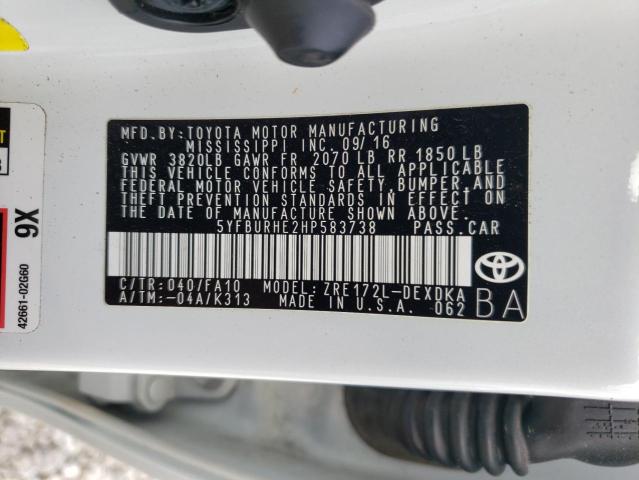 MFD. BY: TOYOTA MOTOR MANUFACTURING
MISSISSIPPI INC. 09/16
GVWR 3820LB GAWR FR 2070 LB RR 1850 LB
THIS VEHICLE CONFORMS TO ALL APPLICABLE
FEDERAL MOTOR VEHICLE SAFETY, BUMPER, AND
THEFT PREVENTION STANDARDS IN EFFECT ON
THE DATE OF MANUFACTURE SHOWN ABOVE.
5YFBURHE2HP583738 PASS.CAR
C/TR: 040/FA10 MODEL: ZRE172L-DEXDKA
A/TM: -04A/K313 MADE IN U.S.A. 062
BA
TOYOTA
9X
42661-02G60